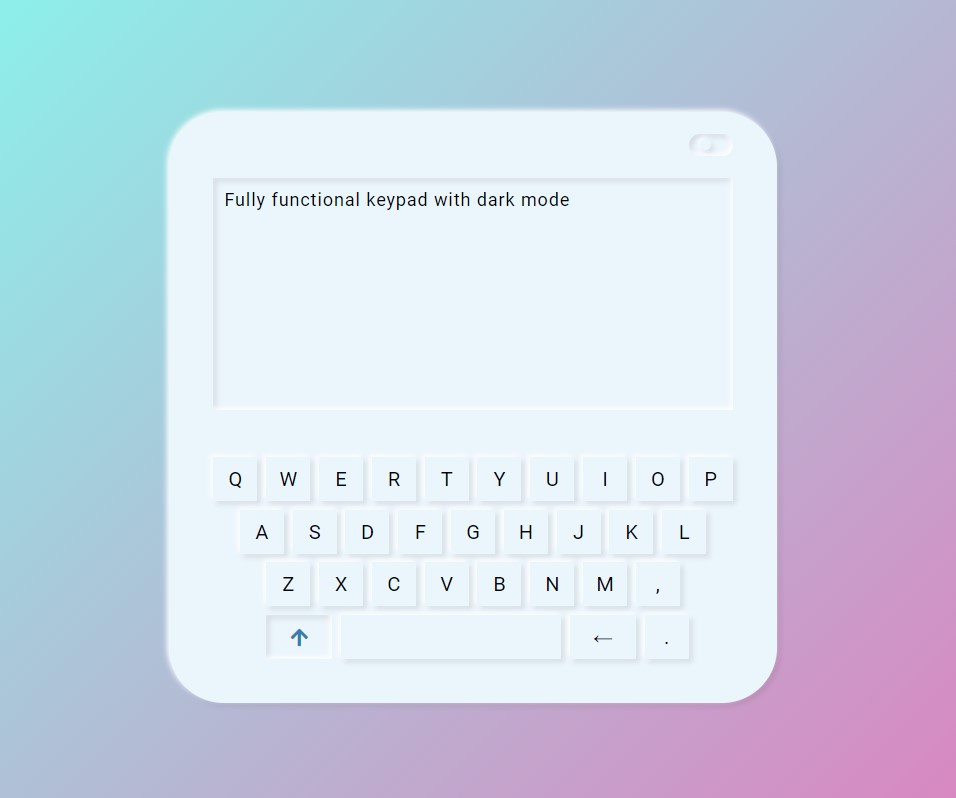 Fully functional keypad with dark mode
Q W E R T Y U I O P
A S D F G H J K L
Z X C V B N M ,
↑ ← .